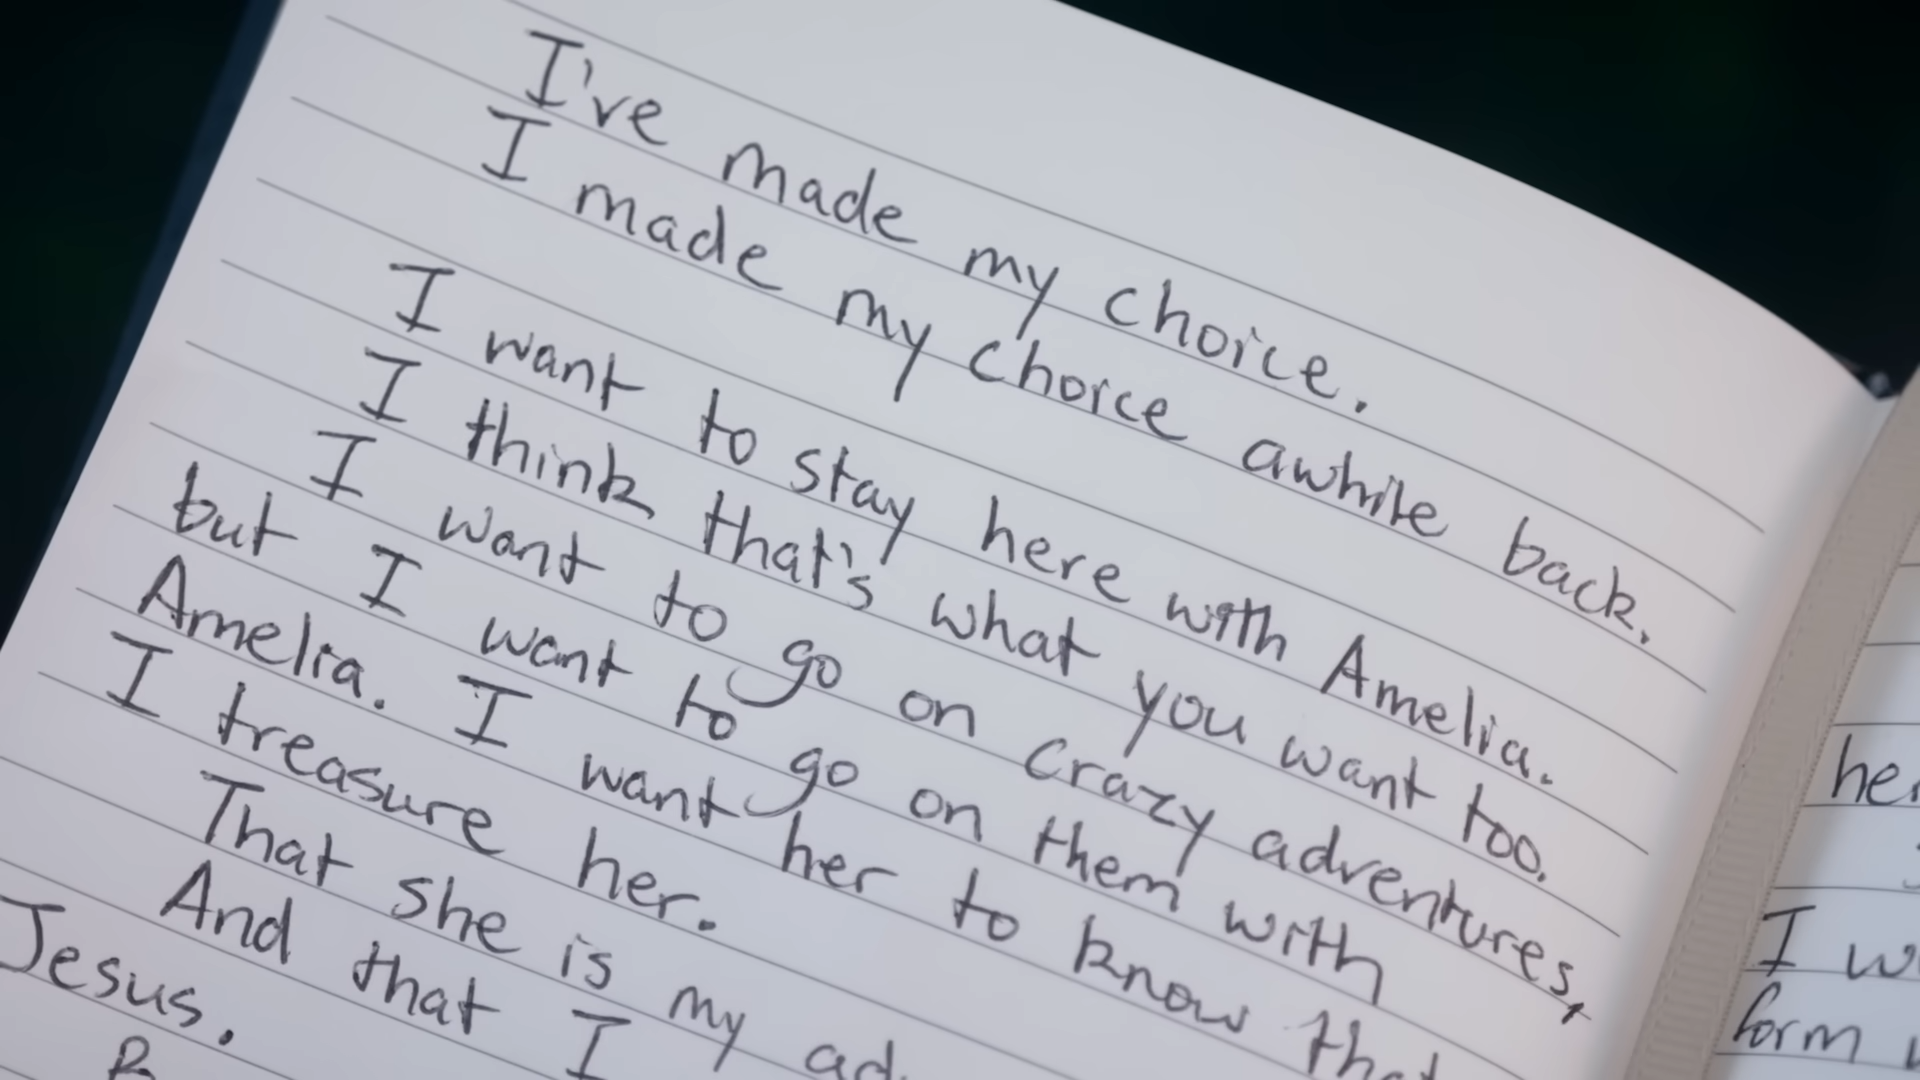 I've made my choice.
I made my choice awhile back.
I want to stay here with Amelia.
I think that's what you want too.
I want to go on crazy adventures,
but I want to go on them with
Amelia. I want her to know that
I treasure her.
That she is my
And that I
Jesus.
I
form